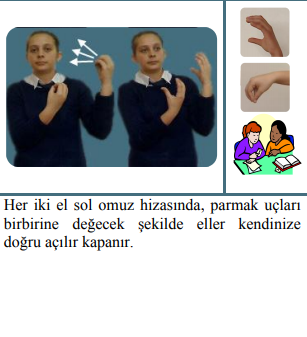 Her iki el sol omuz hizasında, parmak uçları
birbirine değecek şekilde eller kendinize
doğru açılır kapanır.